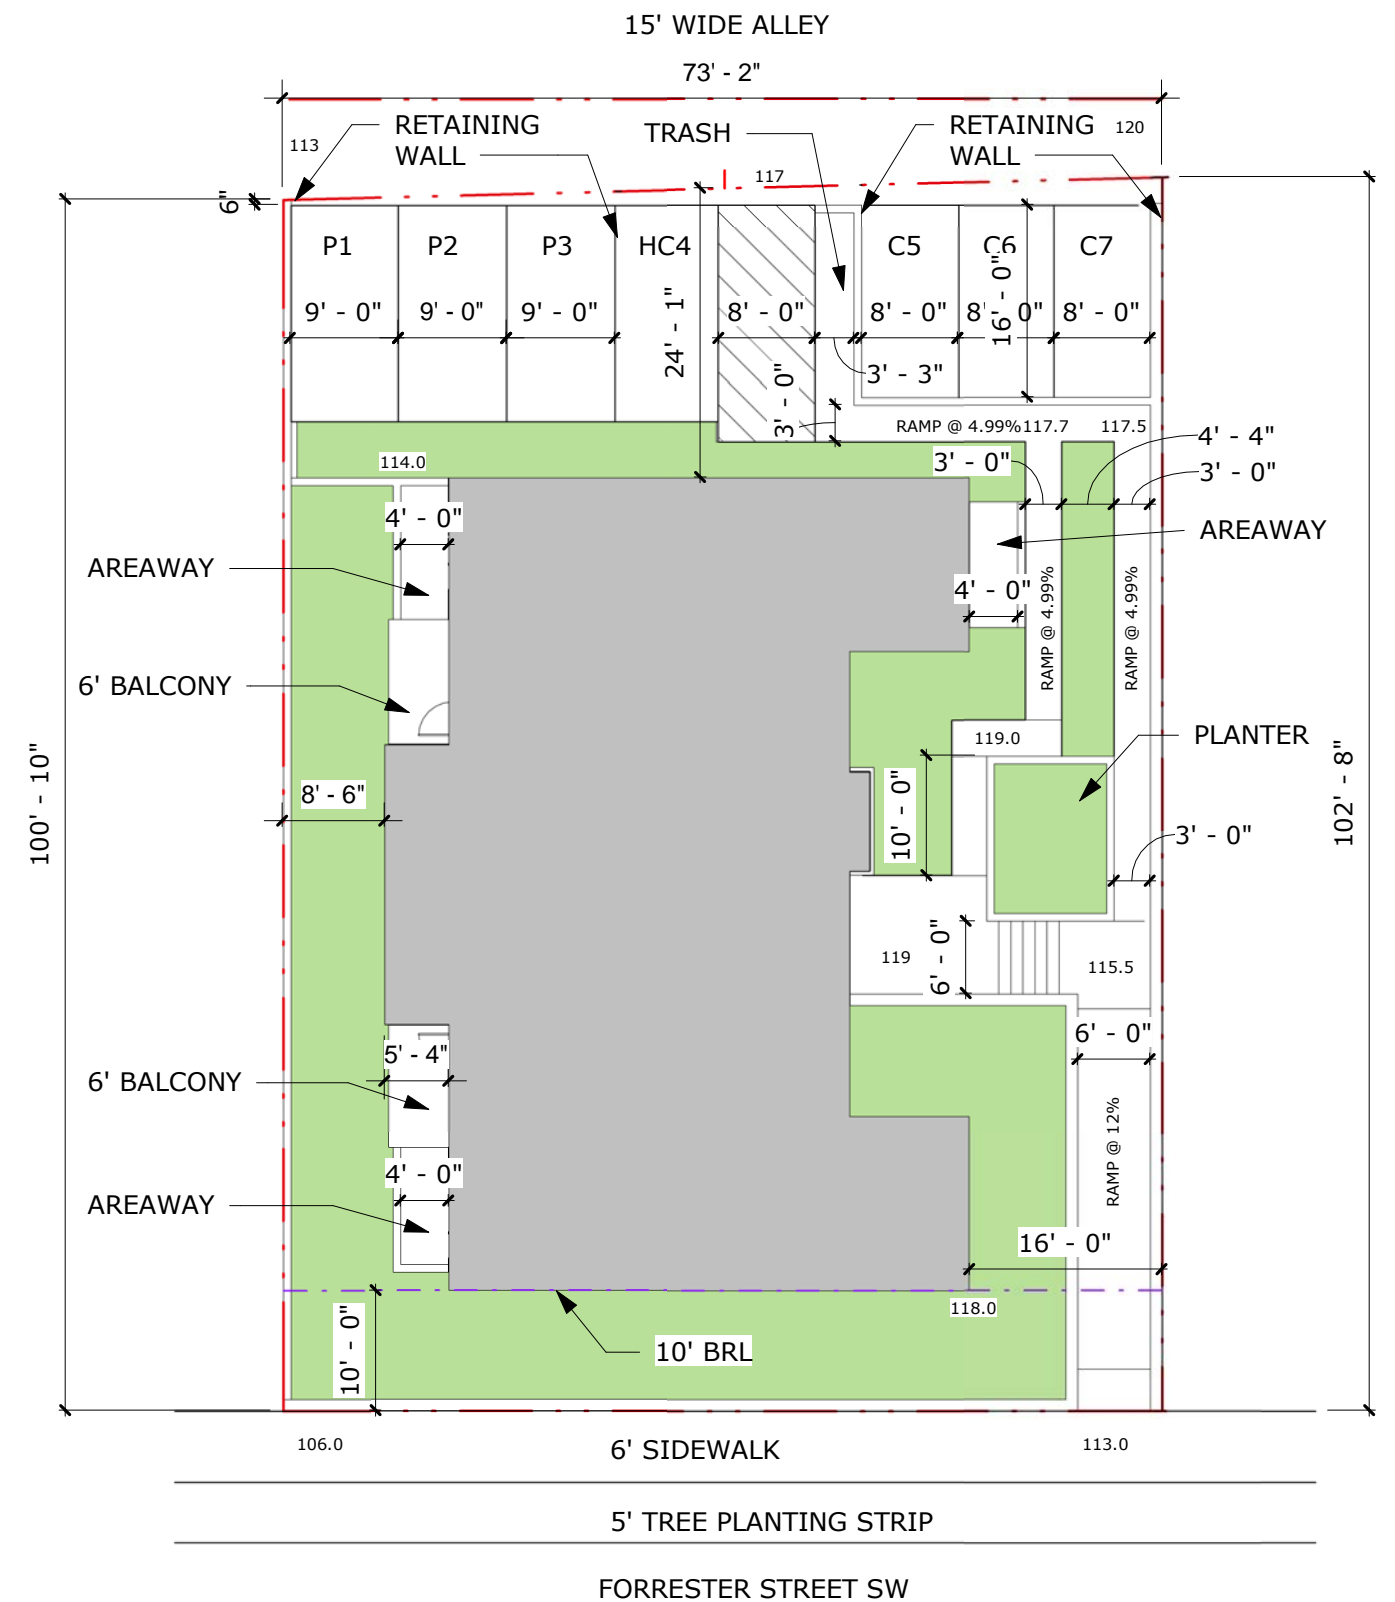 15' WIDE ALLEY
73' - 2"
RETAINING
WALL
TRASH
RETAINING
WALL
120
113
117
6"
P1
P2
P3
HC4
C5
C6
C7
9' - 0"
9' - 0"
9' - 0"
24' - 1"
8' - 0"
8' - 0"
8' - 0"
16' - 0"
8' - 0"
3' - 3"
3' - 0"
RAMP @ 4.99%
117.7
117.5
4' - 4"
114.0
3' - 0"
3' - 0"
4' - 0"
AREAWAY
AREAWAY
4' - 0"
RAMP @ 4.99%
RAMP @ 4.99%
6' BALCONY
119.0
PLANTER
100' - 10"
102' - 8"
8' - 6"
10' - 0"
3' - 0"
119
6' - 0"
115.5
6' - 0"
5' - 4"
6' BALCONY
RAMP @ 12%
4' - 0"
AREAWAY
16' - 0"
118.0
10' - 0"
10' BRL
106.0
6' SIDEWALK
113.0
5' TREE PLANTING STRIP
FORRESTER STREET SW